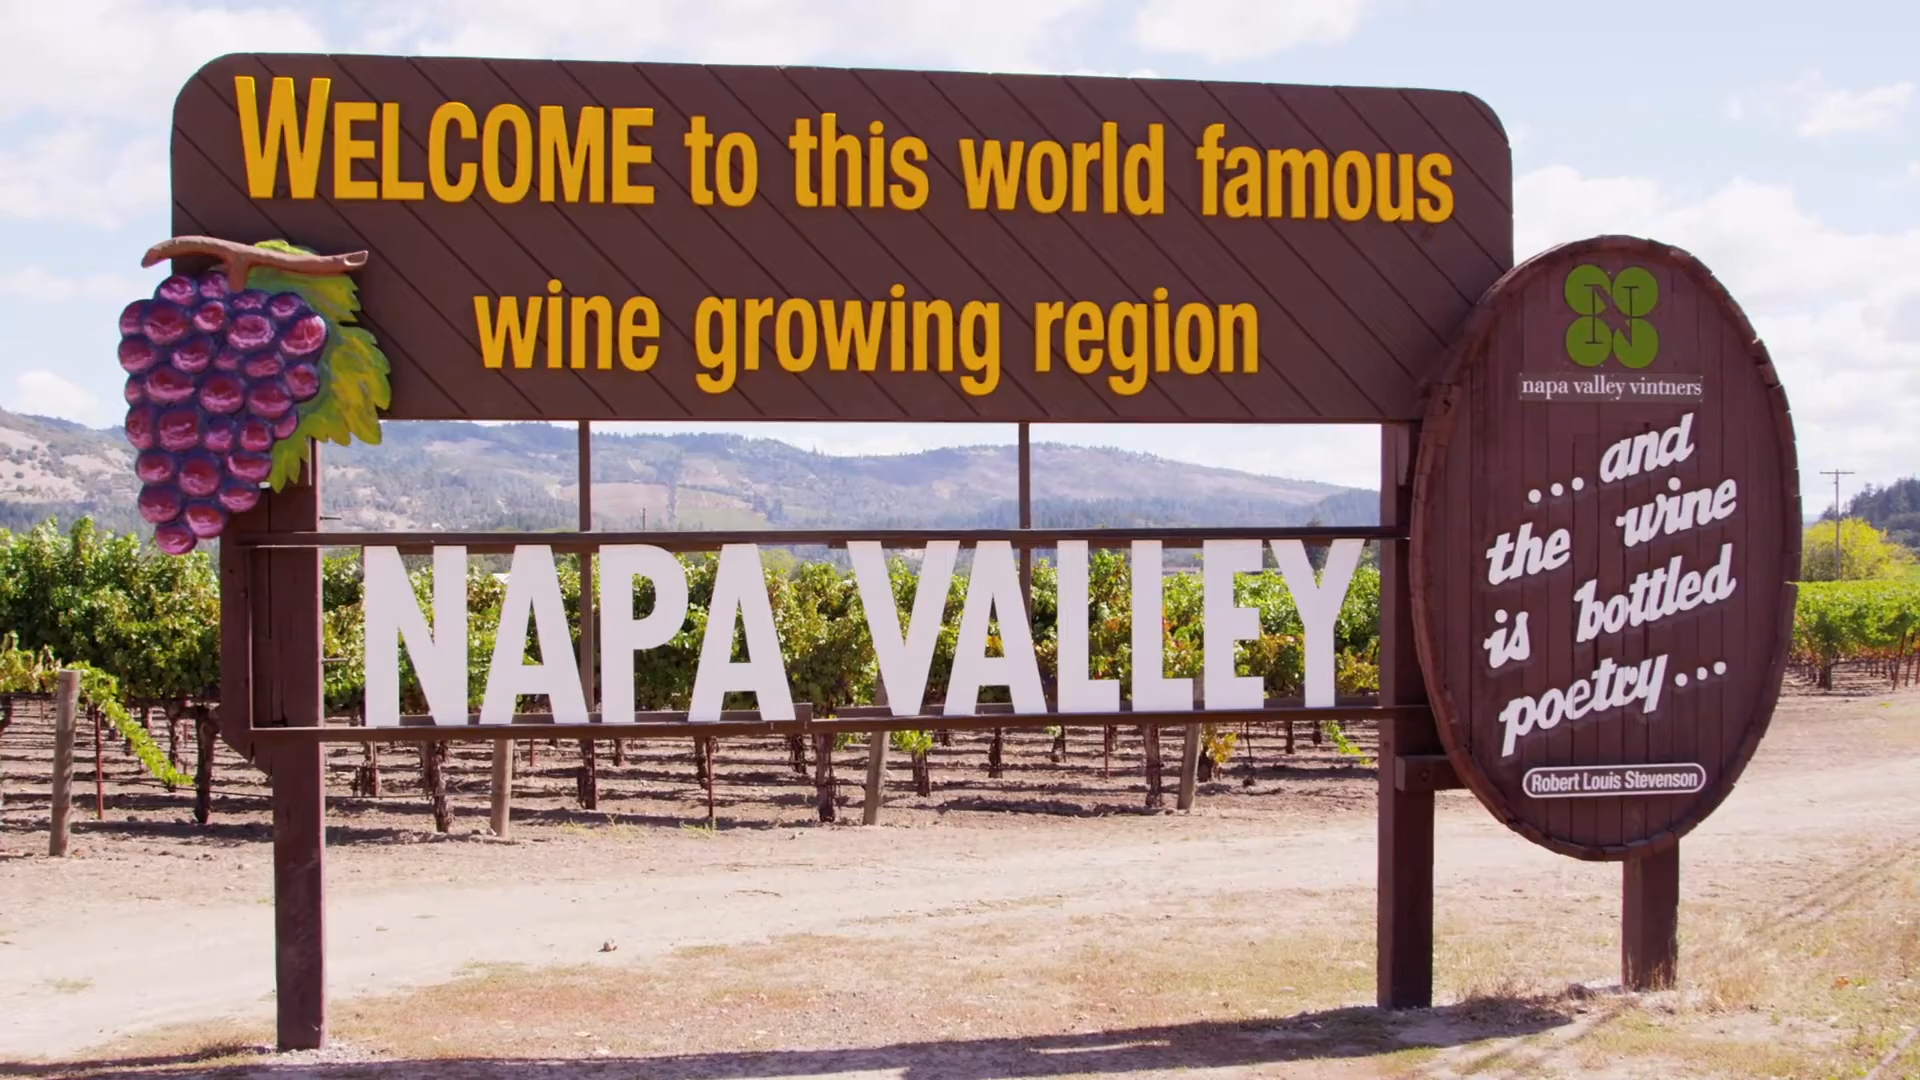 WELCOME to this world famous
wine growing region
NAPA VALLEY
N
napa valley vintners
...and
the wine
is bottled
poetry...
Robert Louis Stevenson